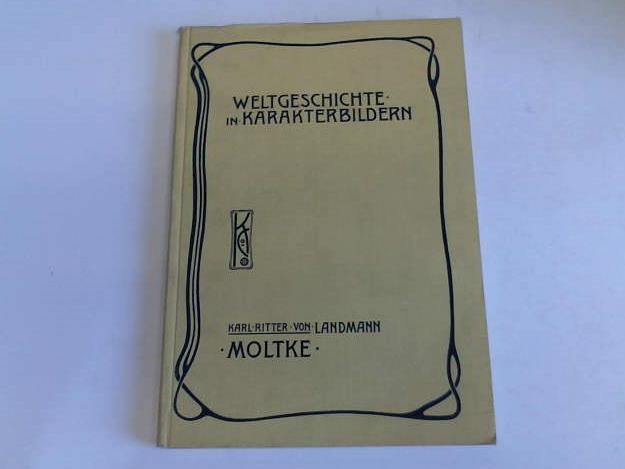 WELTGESCHICHTE·
IN·KARAKTERBILDERN
KARL·RITTER·VON·LANDMANN
·MOLTKE·